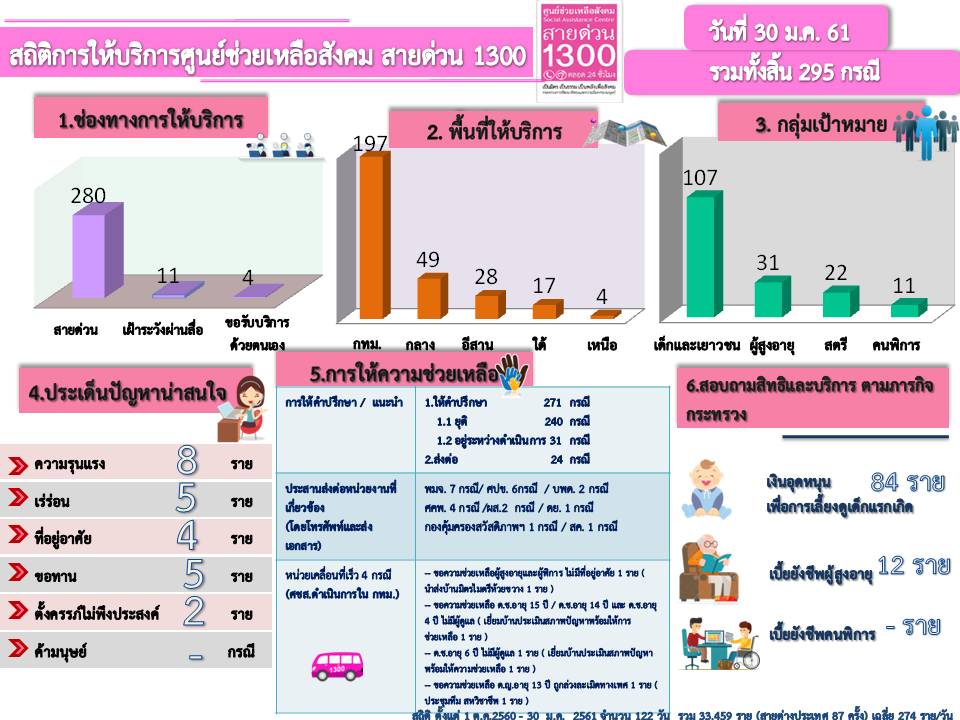 สถิติการให้บริการศูนย์ช่วยเหลือสังคม สายด่วน 1300
ศูนย์ช่วยเหลือสังคม
Social Assistance Centre
สายด่วน
1300
ตลอด 24 ชั่วโมง
วันที่ 30 ม.ค. 61
รวมทั้งสิ้น 295 กรณี
1.ช่องทางการให้บริการ
280
11
4
สายด่วน
เฝ้าระวังผ่านสื่อ
ขอรับบริการ
ด้วยตนเอง
2. พื้นที่ให้บริการ
197
49
28
17
4
กทม.
กลาง
อีสาน
ใต้
เหนือ
3. กลุ่มเป้าหมาย
107
31
22
11
เด็กและเยาวชน
ผู้สูงอายุ
สตรี
คนพิการ
4.ประเด็นปัญหาน่าสนใจ
ความรุนแรง 8 ราย
เร่ร่อน 5 ราย
ที่อยู่อาศัย 4 ราย
ขอทาน 5 ราย
ตั้งครรภ์ไม่พึงประสงค์ 2 ราย
ค้ามนุษย์ - กรณี
5.การให้ความช่วยเหลือ
การให้คำปรึกษา / แนะนำ
1.ให้คำปรึกษา 271 กรณี
1.1 ยุติ 240 กรณี
1.2 อยู่ระหว่างดำเนินการ 31 กรณี
2.ส่งต่อ 24 กรณี
ประสานส่งต่อหน่วยงานที่
เกี่ยวข้อง
(โดยโทรศัพท์และส่ง
เอกสาร)
พมจ. 7 กรณี/ ศปข. 6กรณี / บพด. 2 กรณี
ศคพ. 4 กรณี /ผส.2 กรณี / ดย. 1 กรณี
กองคุ้มครองสวัสดิภาพฯ 1 กรณี / สค. 1 กรณี
หน่วยเคลื่อนที่เร็ว 4 กรณี
(ศชส.ดำเนินการใน กทม.)
1300
– ขอความช่วยเหลือผู้สูงอายุและผู้พิการ ไม่มีที่อยู่อาศัย 1 ราย (
นำส่งบ้านมิตรไมตรีห้วยขวาง 1 ราย )
– ขอความช่วยเหลือ ด.ช.อายุ 15 ปี / ด.ช.อายุ 14 ปี และ ด.ช.อายุ
4 ปี ไม่มีผู้ดูแล ( เยี่ยมบ้านประเมินสภาพปัญหาพร้อมให้การ
ช่วยเหลือ 1 ราย )
– ด.ช.อายุ 6 ปี ไม่มีผู้ดูแล 1 ราย ( เยี่ยมบ้านประเมินสภาพปัญหา
พร้อมให้ความช่วยเหลือ 1 ราย )
– ขอความช่วยเหลือ ด.ญ.อายุ 13 ปี ถูกล่วงละเมิดทางเพศ 1 ราย (
ประชุมทีม สหวิชาชีพ 1 ราย )
6.สอบถามสิทธิและบริการ ตามภารกิจ
กระทรวง
เงินอุดหนุน 84 ราย
เพื่อการเลี้ยงดูเด็กแรกเกิด
เบี้ยยังชีพผู้สูงอายุ 12 ราย
เบี้ยยังชีพคนพิการ - ราย
สถิติ ตั้งแต่ 1 ต.ค.2560 - 30 ม.ค. 2561 จำนวน 122 วัน รวม 33,459 ราย (สายต่างประเทศ 87 ครั้ง) เฉลี่ย 274 ราย/วัน